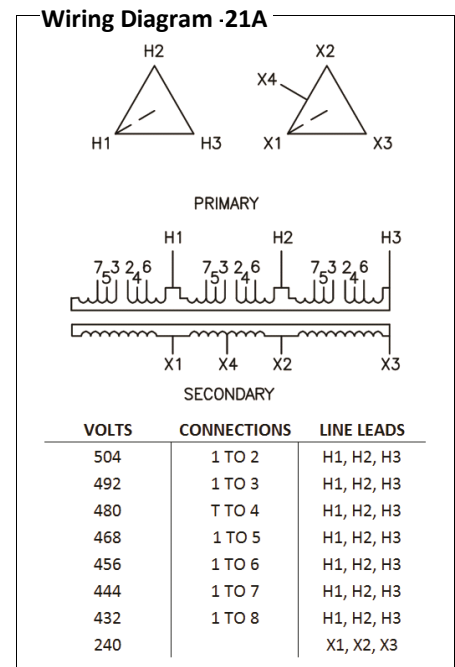 Wiring Diagram -21A
H2 X2
X4
H1 H3 X1 X3
PRIMARY
H1 H2 H3
7 5 3 2 4 6 7 5 3 2 4 6 7 5 3 2 4 6
X1 X4 X2 X3
SECONDARY
VOLTS CONNECTIONS LINE LEADS
504 1 TO 2 H1, H2, H3
492 1 TO 3 H1, H2, H3
480 T TO 4 H1, H2, H3
468 1 TO 5 H1, H2, H3
456 1 TO 6 H1, H2, H3
444 1 TO 7 H1, H2, H3
432 1 TO 8 H1, H2, H3
240 X1, X2, X3